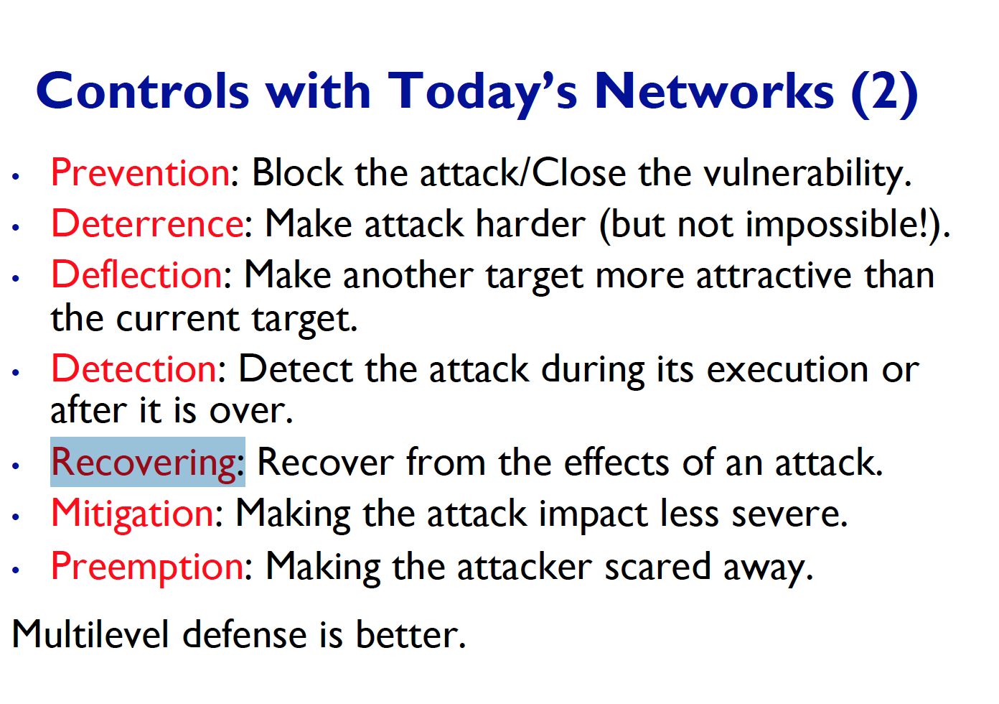 Controls with Today’s Networks (2)
• Prevention: Block the attack/Close the vulnerability.
• Deterrence: Make attack harder (but not impossible!).
• Deflection: Make another target more attractive than
the current target.
• Detection: Detect the attack during its execution or
after it is over.
• Recovering: Recover from the effects of an attack.
• Mitigation: Making the attack impact less severe.
• Preemption: Making the attacker scared away.
Multilevel defense is better.